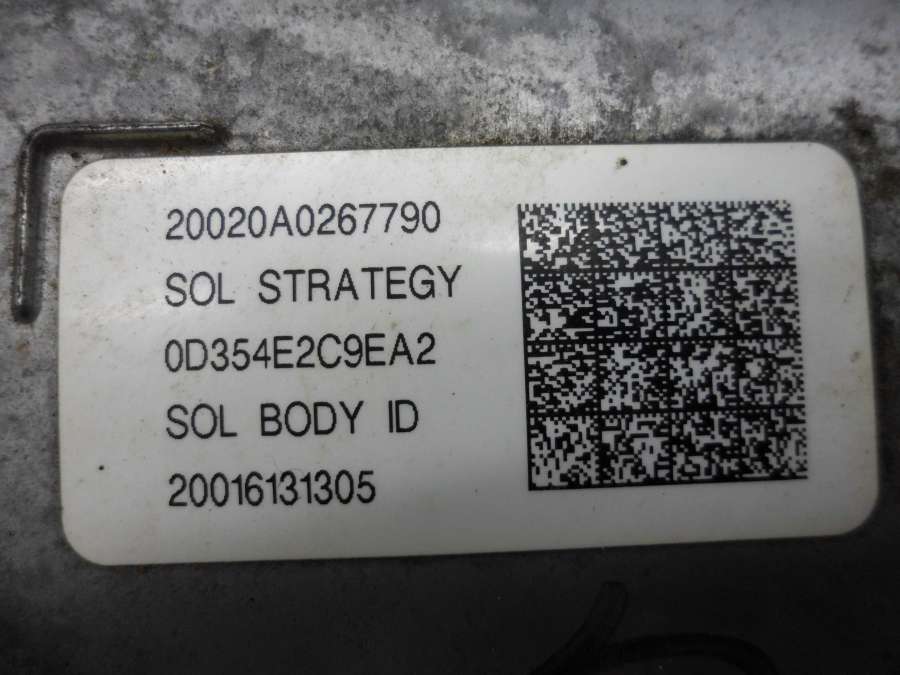 20020A0267790
SOL STRATEGY
0D354E2C9EA2
SOL BODY ID
20016131305